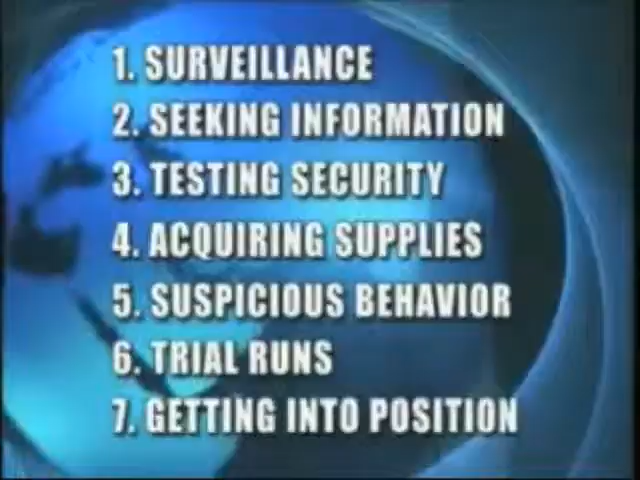 1. SURVEILLANCE
2. SEEKING INFORMATION
3. TESTING SECURITY
4. ACQUIRING SUPPLIES
5. SUSPICIOUS BEHAVIOR
6. TRIAL RUNS
7. GETTING INTO POSITION